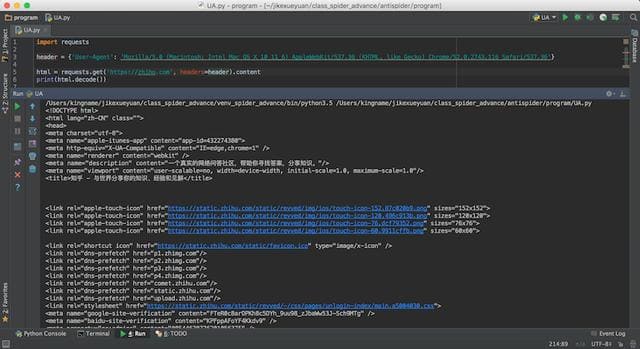 UA.py - program - [~/jikexueyuan/class_spider_advance/antispider/program]
program
UA.py
UA
UA.py
1: Project
2: Structure
2: Favorites
Database
import requests
header = {'User-Agent': 'Mozilla/5.0 (Macintosh; Intel Mac OS X 10_11_6) AppleWebKit/537.36 (KHTML, like Gecko) Chrome/52.0.2743.116 Safari/537.36'}
html = requests.get('https://zhihu.com', headers=header).content
print(html.decode())
Run
UA
/Users/kingname/jikexueyuan/class_spider_advance/venv_spider_advance/bin/python3.5 /Users/kingname/jikexueyuan/class_spider_advance/antispider/program/UA.py
<!DOCTYPE html>
<html lang="zh-CN" class="">
<head>
<meta charset="utf-8">
<meta name="apple-itunes-app" content="app-id=432274380">
<meta http-equiv="X-UA-Compatible" content="IE=edge,chrome=1" />
<meta name="renderer" content="webkit" />
<meta name="description" content="一个真实的网络问答社区，帮助你寻找答案，分享知识。"/>
<meta name="viewport" content="user-scalable=no, width=device-width, initial-scale=1.0, maximum-scale=1.0"/>
<title>知乎 - 与世界分享你的知识、经验和见解</title>
<link rel="apple-touch-icon" href="https://static.zhihu.com/static/revved/img/ios/touch-icon-152.87c020b9.png" sizes="152x152">
<link rel="apple-touch-icon" href="https://static.zhihu.com/static/revved/img/ios/touch-icon-120.496c913b.png" sizes="120x120">
<link rel="apple-touch-icon" href="https://static.zhihu.com/static/revved/img/ios/touch-icon-76.dcf79352.png" sizes="76x76">
<link rel="apple-touch-icon" href="https://static.zhihu.com/static/revved/img/ios/touch-icon-60.9911cffb.png" sizes="60x60">
<link rel="shortcut icon" href="https://static.zhihu.com/static/favicon.ico" type="image/x-icon" />
<link rel="dns-prefetch" href="p1.zhimg.com"/>
<link rel="dns-prefetch" href="p2.zhimg.com"/>
<link rel="dns-prefetch" href="p3.zhimg.com"/>
<link rel="dns-prefetch" href="p4.zhimg.com"/>
<link rel="dns-prefetch" href="comet.zhihu.com"/>
<link rel="dns-prefetch" href="static.zhihu.com"/>
<link rel="dns-prefetch" href="upload.zhihu.com"/>
<link rel="stylesheet" href="https://static.zhihu.com/static/revved/-/css/pages/unlogin-index/main.a5004030.css">
<meta name="google-site-verification" content="FTeR0c8arOPKh8c5DYh_9uu98_zJbaWw53J-Sch9MTg" />
<meta name="baidu-site-verification" content="KPFppAFoYF4Kkdv9" />
Python Console
Terminal
4: Run
6: TODO
Event Log
214:89
UTF-8